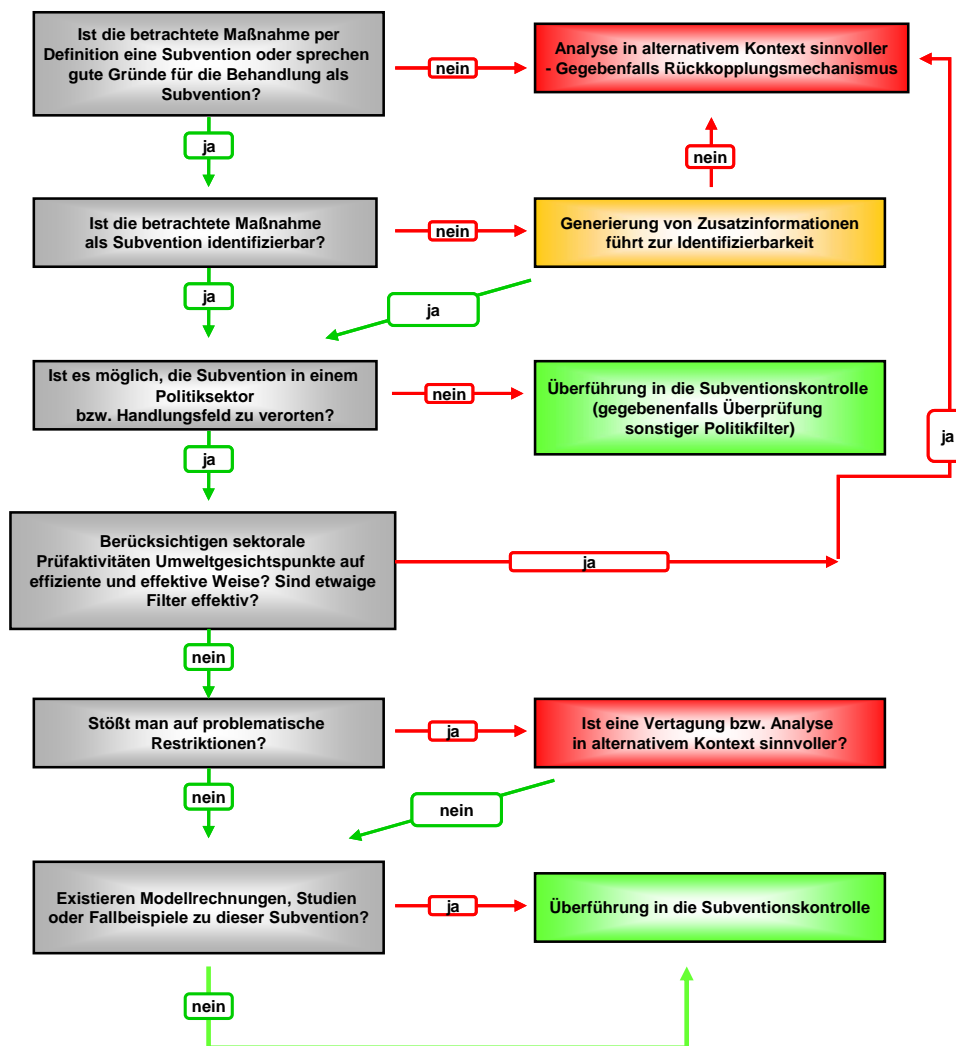 Ist die betrachtete Maßnahme per
Definition eine Subvention oder sprechen
gute Gründe für die Behandlung als
Subvention?
nein
Analyse in alternativem Kontext sinnvoller
- Gegebenfalls Rückkopplungsmechanismus
ja
nein
Ist die betrachtete Maßnahme
als Subvention identifizierbar?
nein
Generierung von Zusatzinformationen
führt zur Identifizierbarkeit
ja
ja
Ist es möglich, die Subvention in einem
Politiksektor
bzw. Handlungsfeld zu verorten?
nein
Überführung in die Subventionskontrolle
(gegebenenfalls Überprüfung
sonstiger Politikfilter)
ja
ja
Berücksichtigen sektorale
Prüfaktivitäten Umweltgesichtspunkte auf
effiziente und effektive Weise? Sind etwaige
Filter effektiv?
ja
nein
Stößt man auf problematische
Restriktionen?
ja
Ist eine Vertagung bzw. Analyse
in alternativem Kontext sinnvoller?
nein
nein
Existieren Modellrechnungen, Studien
oder Fallbeispiele zu dieser Subvention?
ja
Überführung in die Subventionskontrolle
nein